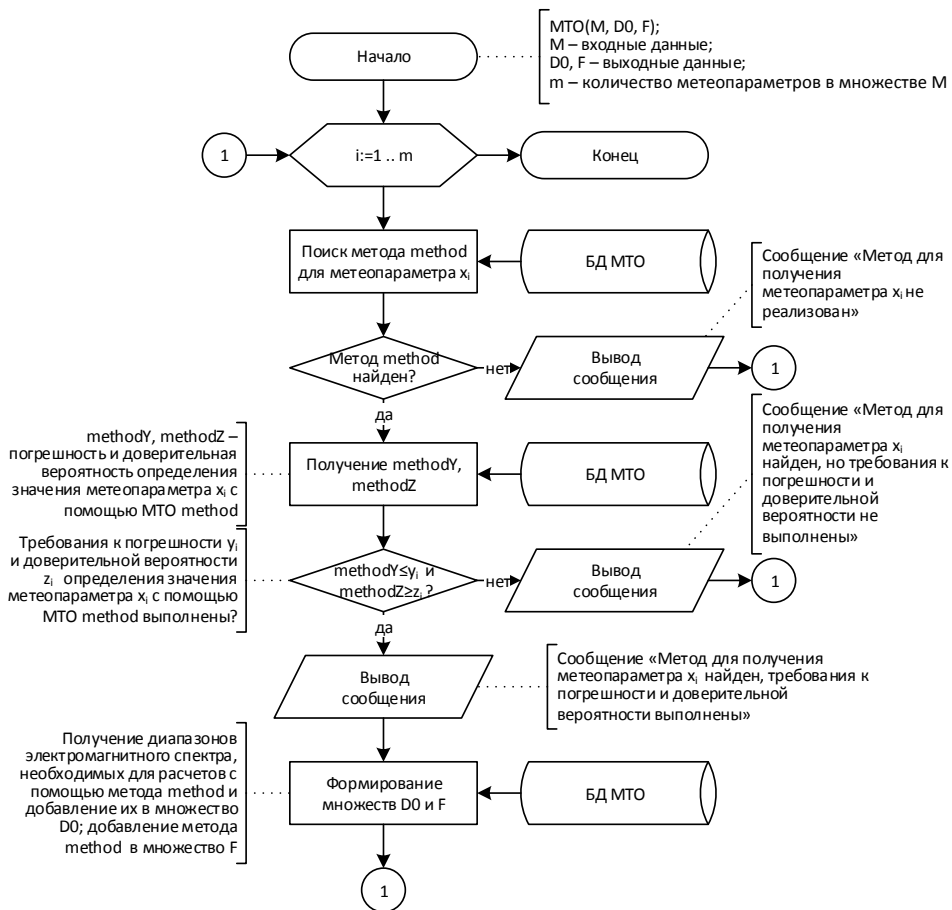 Начало
МТО(M, D0, F);
M – входные данные;
D0, F – выходные данные;
m – количество метеопараметров в множестве M
1
i:=1 .. m
Конец
Поиск метода method
для метеопараметра xᵢ
БД МТО
Сообщение «Метод для
получения
метеопараметра xᵢ не
реализован»
Метод method
найден?
нет
Вывод
сообщения
1
да
methodY, methodZ –
погрешность и доверительная
вероятность определения
значения метеопараметра xᵢ с
помощью МТО method
Получение methodY,
methodZ
БД МТО
Сообщение «Метод для
получения
метеопараметра xᵢ
найден, но требования к
погрешности и
доверительной
вероятности не
выполнены»
Требования к погрешности yᵢ
и доверительной вероятности
zᵢ определения значения
метеопараметра xᵢ с помощью
МТО method выполнены?
methodY≤yᵢ и
methodZ≥zᵢ ?
нет
Вывод
сообщения
1
да
Вывод
сообщения
Сообщение «Метод для получения
метеопараметра xᵢ найден, требования к
погрешности и доверительной
вероятности выполнены»
Получение диапазонов
электромагнитного спектра,
необходимых для расчетов с
помощью метода method и
добавление их в множество
D0; добавление метода
method в множество F
Формирование
множеств D0 и F
БД МТО
1